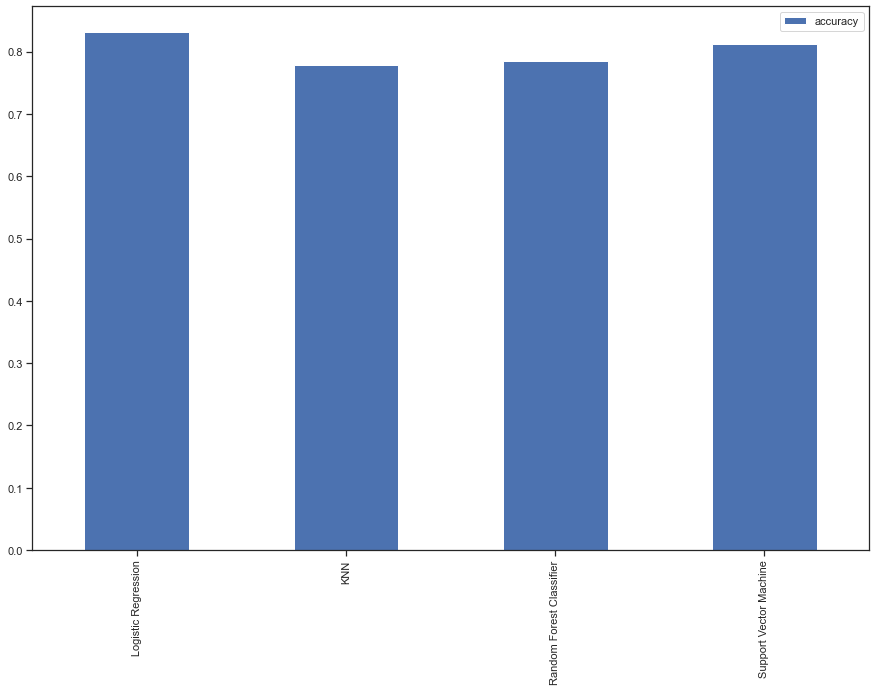 accuracy
0.8
0.7
0.6
0.5
0.4
0.3
0.2
0.1
0.0
Logistic Regression
KNN
Random Forest Classifier
Support Vector Machine